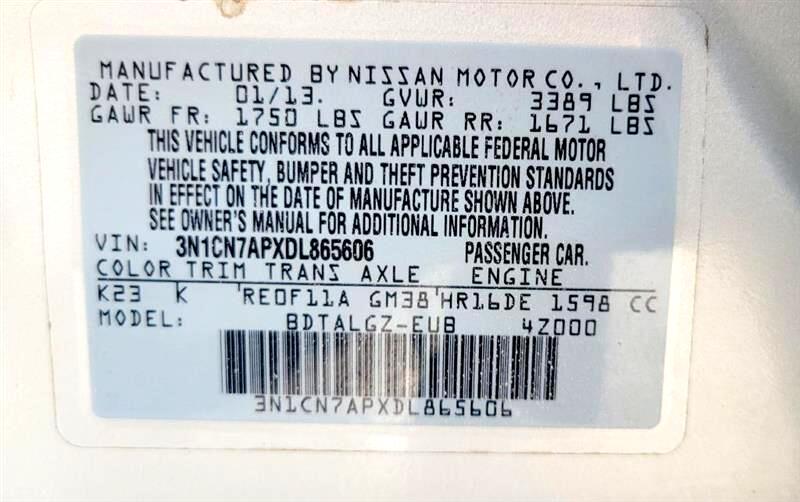 MANUFACTURED BY NISSAN MOTOR CO., LTD.
DATE: 01/13. GVWR: 3389 LBS
GAWR FR: 1750 LBS GAWR RR: 1671 LBS
THIS VEHICLE CONFORMS TO ALL APPLICABLE FEDERAL MOTOR
VEHICLE SAFETY, BUMPER AND THEFT PREVENTION STANDARDS
IN EFFECT ON THE DATE OF MANUFACTURE SHOWN ABOVE.
SEE OWNER'S MANUAL FOR ADDITIONAL INFORMATION.
VIN: 3N1CN7APXDL865606 PASSENGER CAR.
COLOR TRIM TRANS AXLE ENGINE
K23 K 'RE0F11A GM38'HR16DE 1598 CC
MODEL: BDTALGZ-EUB 4Z000
3N1CN7APXDL865606